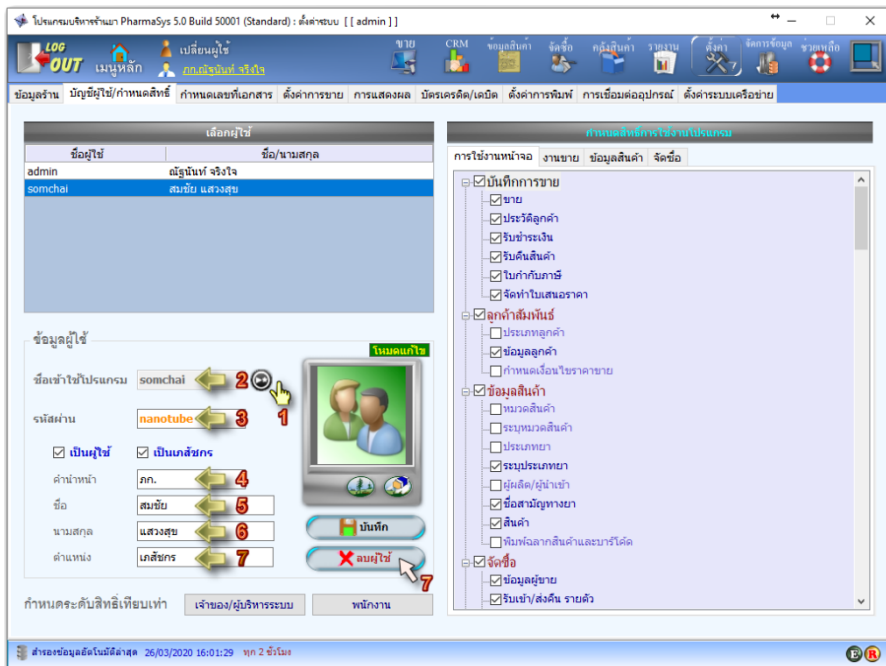 โปรแกรมบริหารร้านยา PharmaSys 5.0 Build 50001 (Standard) : ตั้งค่าระบบ [ [ admin ] ]
LOG OUT
เมนูหลัก
เปลี่ยนผู้ใช้
ภก.ณัฐนันท์ จริงใจ
ขาย
CRM
ข้อมูลสินค้า
จัดซื้อ
คลังสินค้า
รายงาน
ตั้งค่า
จัดการข้อมูล
ช่วยเหลือ
ข้อมูลร้าน บัญชีผู้ใช้/กำหนดสิทธิ์ กำหนดเลขที่เอกสาร ตั้งค่าการขาย การแสดงผล บัตรเครดิต/เดบิต ตั้งค่าการพิมพ์ การเชื่อมต่ออุปกรณ์ ตั้งค่าระบบเครือข่าย
เลือกผู้ใช้
ชื่อผู้ใช้ ชื่อ/นามสกุล
admin ณัฐนันท์ จริงใจ
somchai สมชัย แสวงสุข
ข้อมูลผู้ใช้
โหมดแก้ไข
ชื่อเข้าใช้โปรแกรม somchai 2
1
รหัสผ่าน nanotube 3
เป็นผู้ใช้ เป็นเภสัชกร
คำนำหน้า ภก. 4
ชื่อ สมชัย 5
นามสกุล แสวงสุข 6
ตำแหน่ง เภสัชกร 7
บันทึก
ลบผู้ใช้
7
กำหนดระดับสิทธิ์เทียบเท่า เจ้าของ/ผู้บริหารระบบ พนักงาน
กำหนดสิทธิ์การใช้งานโปรแกรม
การใช้งานหน้าจอ งานขาย ข้อมูลสินค้า จัดซื้อ
บันทึกการขาย
ขาย
ประวัติลูกค้า
รับชำระเงิน
รับคืนสินค้า
ใบกำกับภาษี
จัดทำใบเสนอราคา
ลูกค้าสัมพันธ์
ประเภทลูกค้า
ข้อมูลลูกค้า
กำหนดเงื่อนไขราคาขาย
ข้อมูลสินค้า
หมวดสินค้า
ระบุหมวดสินค้า
ประเภทยา
ระบุประเภทยา
ผู้ผลิต/ผู้นำเข้า
ชื่อสามัญทางยา
สินค้า
พิมพ์ฉลากสินค้าและบาร์โค้ด
จัดซื้อ
ข้อมูลผู้ขาย
รับเข้า/ส่งคืน รายตัว
สำรองข้อมูลอัตโนมัติล่าสุด 26/03/2020 16:01:29 ทุก 2 ชั่วโมง
E R